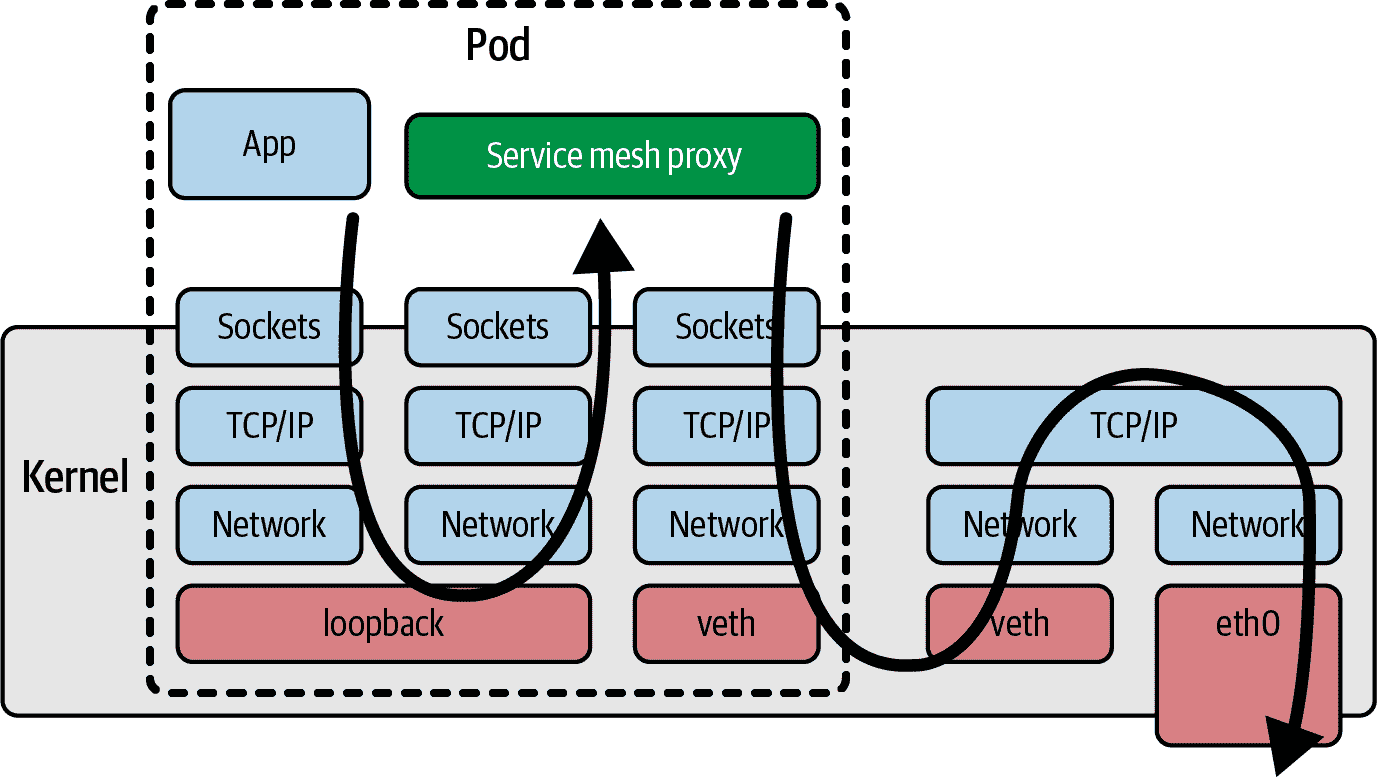 Pod
App
Service mesh proxy
Sockets
Sockets
Sockets
TCP/IP
TCP/IP
TCP/IP
TCP/IP
Kernel
Network
Network
Network
Network
Network
loopback
veth
veth
eth0